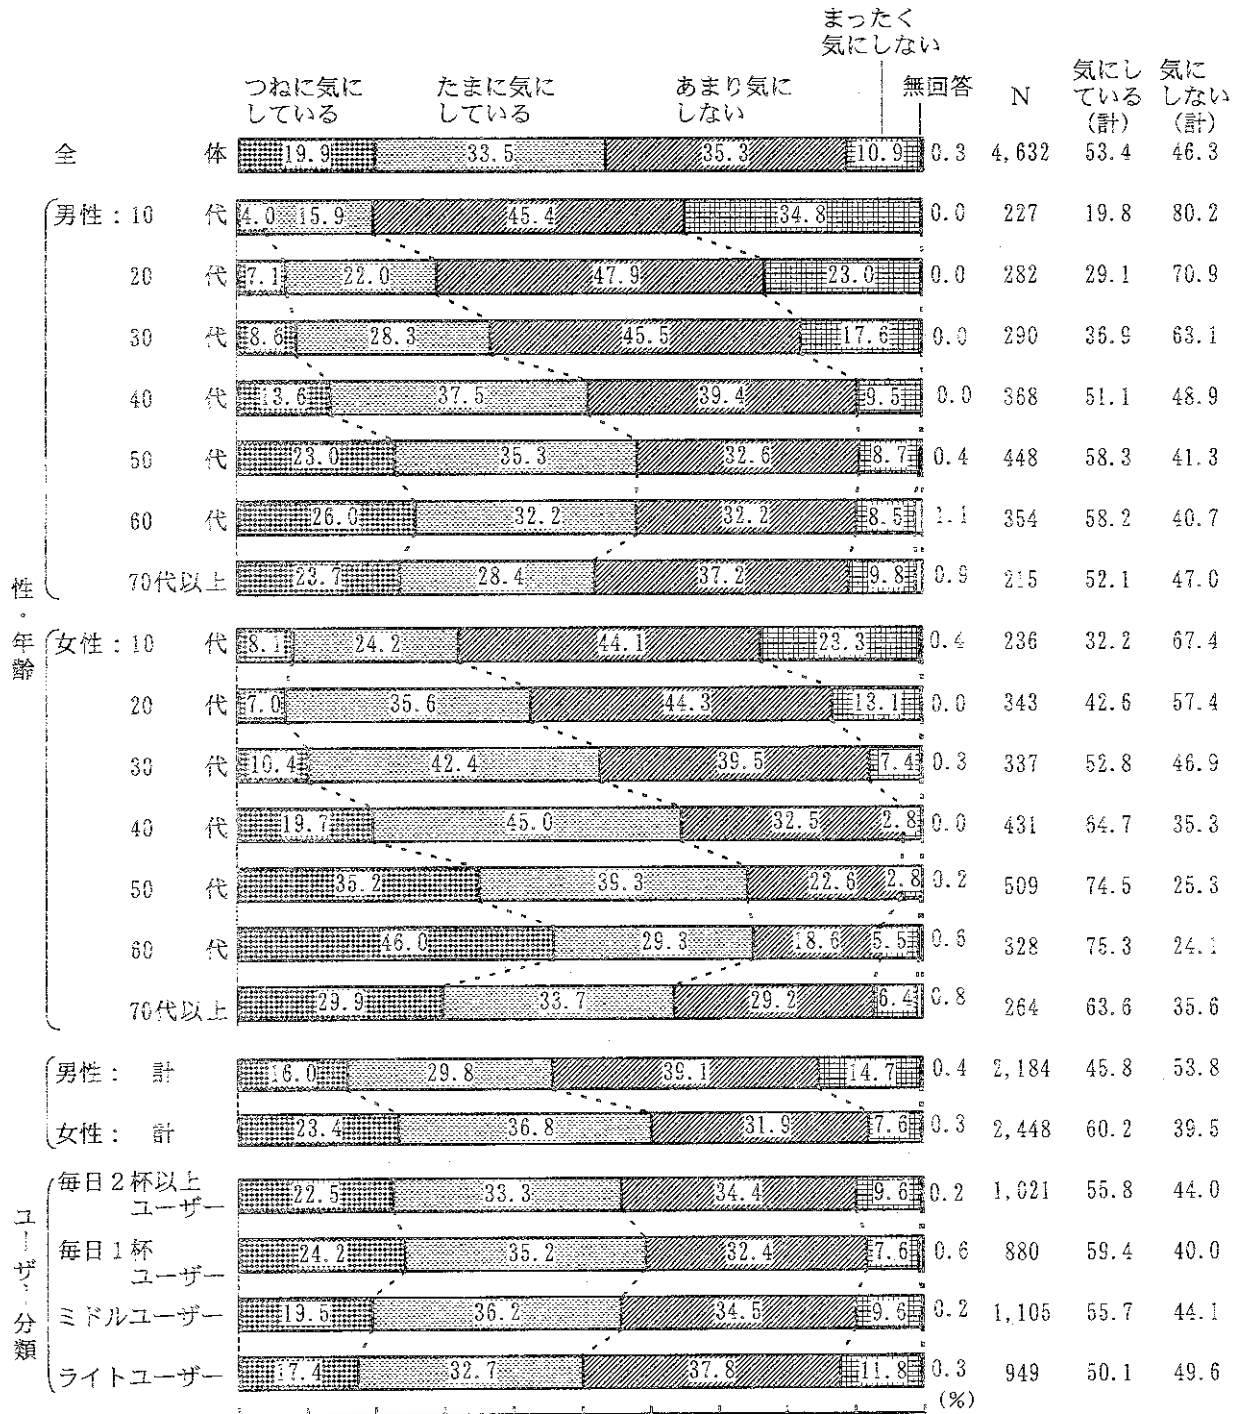 まったく
気にしない
つねに気に
している
たまに気に
している
あまり気に
しない
無回答
N
気にし
ている
(計)
気に
しない
(計)
全 体 19.9 33.5 35.3 10.9 0.3 4,632 53.4 46.3
性・年齢
男性：10 代 4.0 15.9 45.4 34.8 0.0 227 19.8 80.2
20 代 7.1 22.0 47.9 23.0 0.0 282 29.1 70.9
30 代 8.6 28.3 45.5 17.6 0.0 290 36.9 63.1
40 代 13.6 37.5 39.4 9.5 0.0 368 51.1 48.9
50 代 23.0 35.3 32.6 8.7 0.4 448 58.3 41.3
60 代 26.0 32.2 32.2 8.5 1.1 354 58.2 40.7
70代以上 23.7 28.4 37.2 9.8 0.9 215 52.1 47.0
女性：10 代 8.1 24.2 44.1 23.3 0.4 236 32.2 67.4
20 代 7.0 35.6 44.3 13.1 0.0 343 42.6 57.4
30 代 10.4 42.4 39.5 7.4 0.3 337 52.8 46.9
40 代 19.7 45.0 32.5 2.8 0.0 431 64.7 35.3
50 代 35.2 39.3 22.6 2.8 0.2 509 74.5 25.3
60 代 46.0 29.3 18.6 5.5 0.6 328 75.3 24.1
70代以上 29.9 33.7 29.2 6.4 0.8 264 63.6 35.6
男性： 計 16.0 29.8 39.1 14.7 0.4 2,184 45.8 53.8
女性： 計 23.4 36.8 31.9 7.6 0.3 2,448 60.2 39.5
ユーザー分類
毎日2杯以上
ユーザー 22.5 33.3 34.4 9.6 0.2 1,021 55.8 44.0
毎日1杯
ユーザー 24.2 35.2 32.4 7.6 0.6 880 59.4 40.0
ミドルユーザー 19.5 36.2 34.5 9.6 0.2 1,105 55.7 44.1
ライトユーザー 17.4 32.7 37.8 11.8 0.3 949 50.1 49.6
(%)